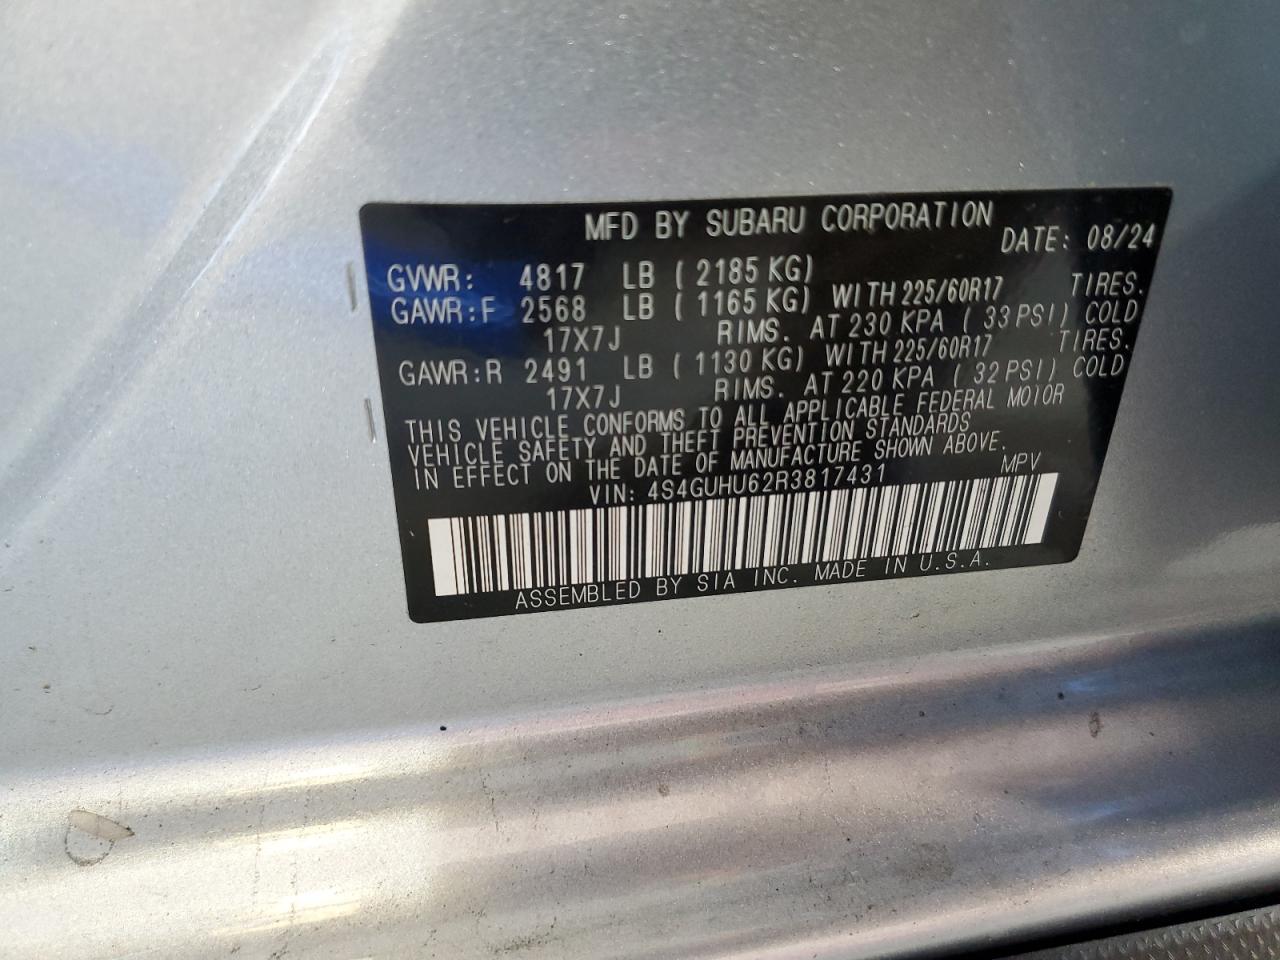 MFD BY SUBARU CORPORATION
DATE: 08/24
GVWR: 4817 LB ( 2185 KG)
GAWR:F 2568 LB ( 1165 KG) WITH 225/60R17 TIRES.
17X7J RIMS. AT 230 KPA ( 33 PSI) COLD
GAWR:R 2491 LB ( 1130 KG) WITH 225/60R17 TIRES.
17X7J RIMS. AT 220 KPA ( 32 PSI) COLD
THIS VEHICLE CONFORMS TO ALL APPLICABLE FEDERAL MOTOR
VEHICLE SAFETY AND THEFT PREVENTION STANDARDS
IN EFFECT ON THE DATE OF MANUFACTURE SHOWN ABOVE.
VIN: 4S4GUHU62R3817431 MPV
ASSEMBLED BY SIA INC. MADE IN U.S.A.